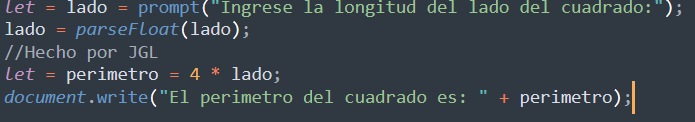 let = lado = prompt("Ingrese la longitud del lado del cuadrado:");
lado = parseFloat(lado);
//Hecho por JGL
let = perimetro = 4 * lado;
document.write("El perimetro del cuadrado es: " + perimetro);